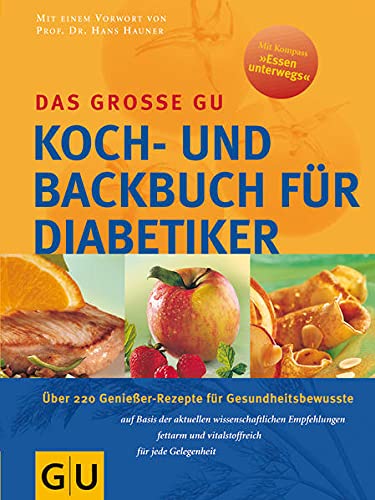 MIT EINEM VORWORT VON
PROF. DR. HANS HAUNER
Mit Kompass
»Essen
unterwegs«
DAS GROSSE GU
KOCH- UND
BACKBUCH FÜR
DIABETIKER
Über 220 Genießer-Rezepte für Gesundheitsbewusste
auf Basis der aktuellen wissenschaftlichen Empfehlungen
fettarm und vitalstoffreich
für jede Gelegenheit
G|U